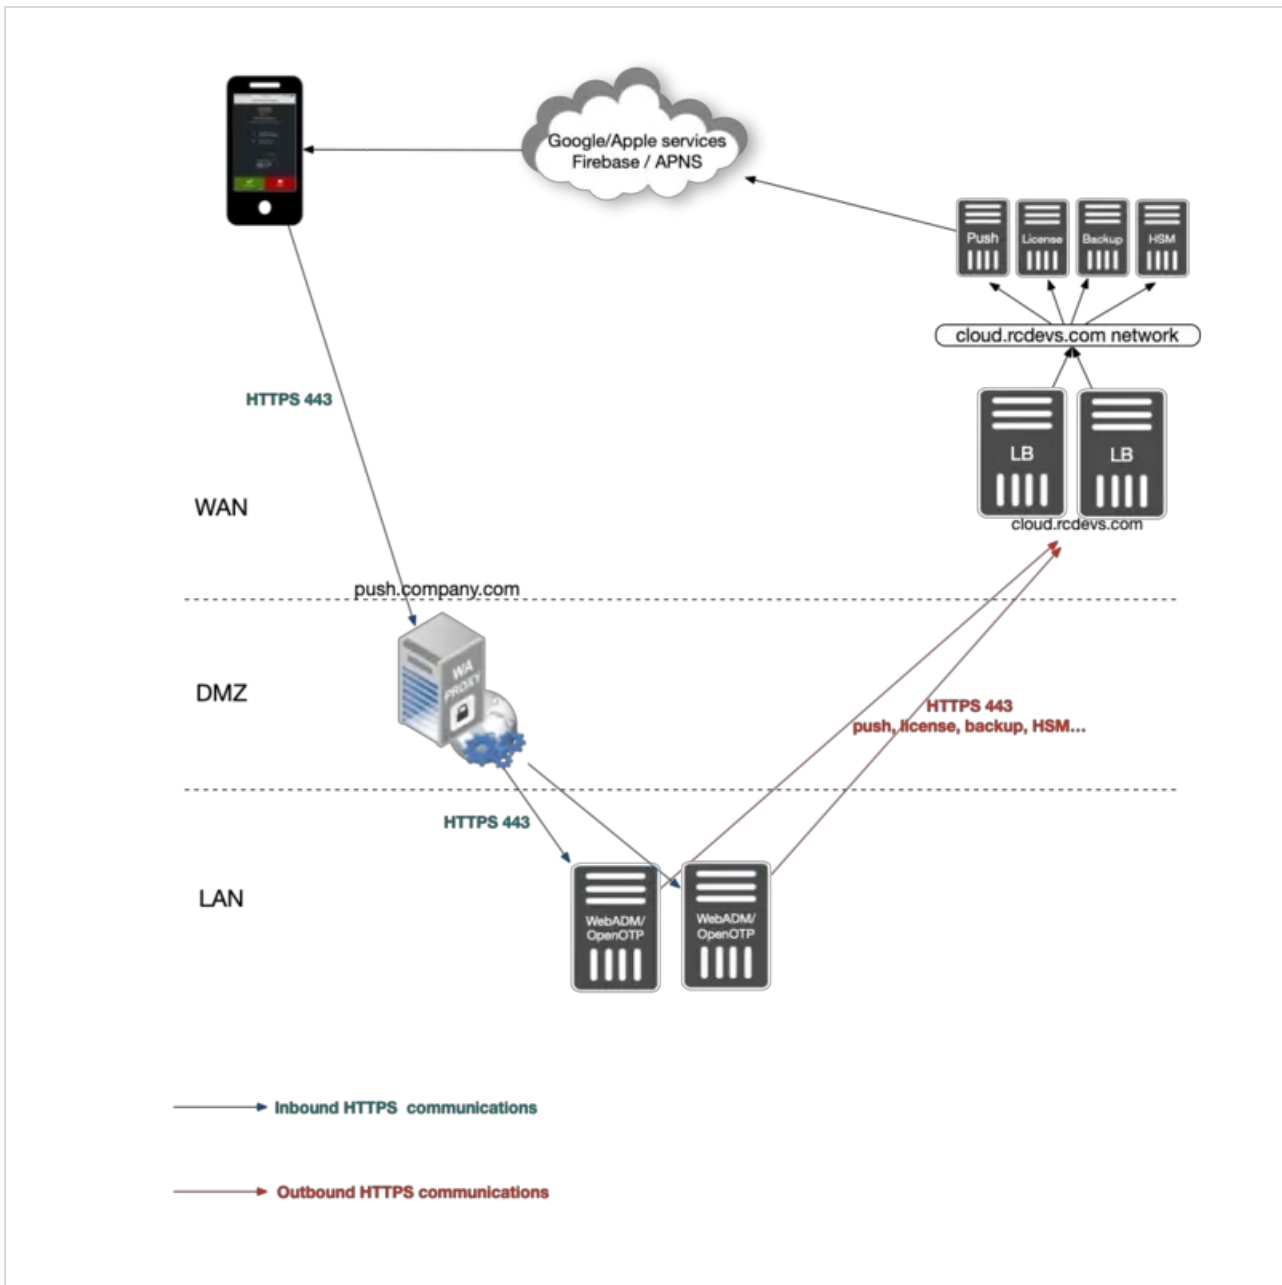 Google/Apple services
Firebase / APNS
Push
License
Backup
HSM
cloud.rcdevs.com network
HTTPS 443
LB
LB
cloud.rcdevs.com
WAN
push.company.com
WA
PROXY
DMZ
HTTPS 443
push, license, backup, HSM...
HTTPS 443
LAN
WebADM/
OpenOTP
WebADM/
OpenOTP
Inbound HTTPS communications
Outbound HTTPS communications